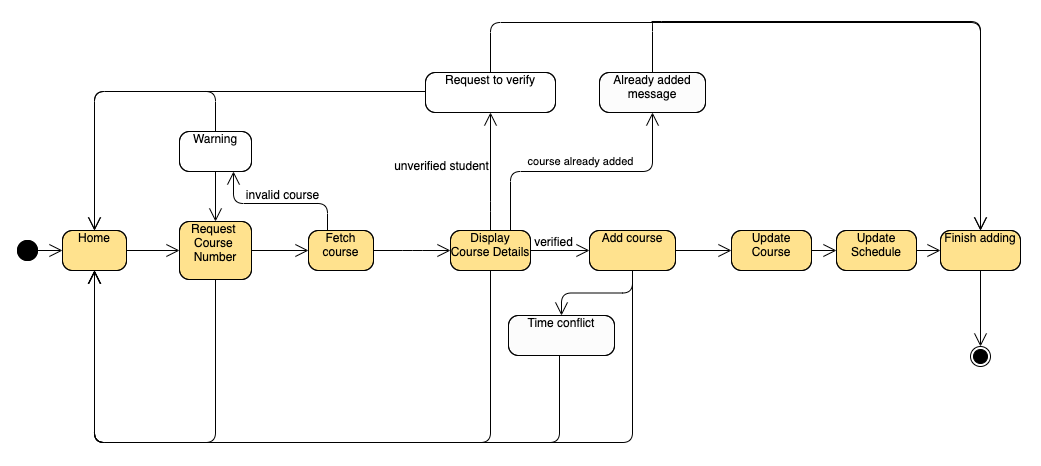 Request to verify
Already added
message
Warning
unverified student
course already added
invalid course
Home
Request
Course
Number
Fetch
course
Display
Course Details
verified
Add course
Update
Course
Update
Schedule
Finish adding
Time conflict